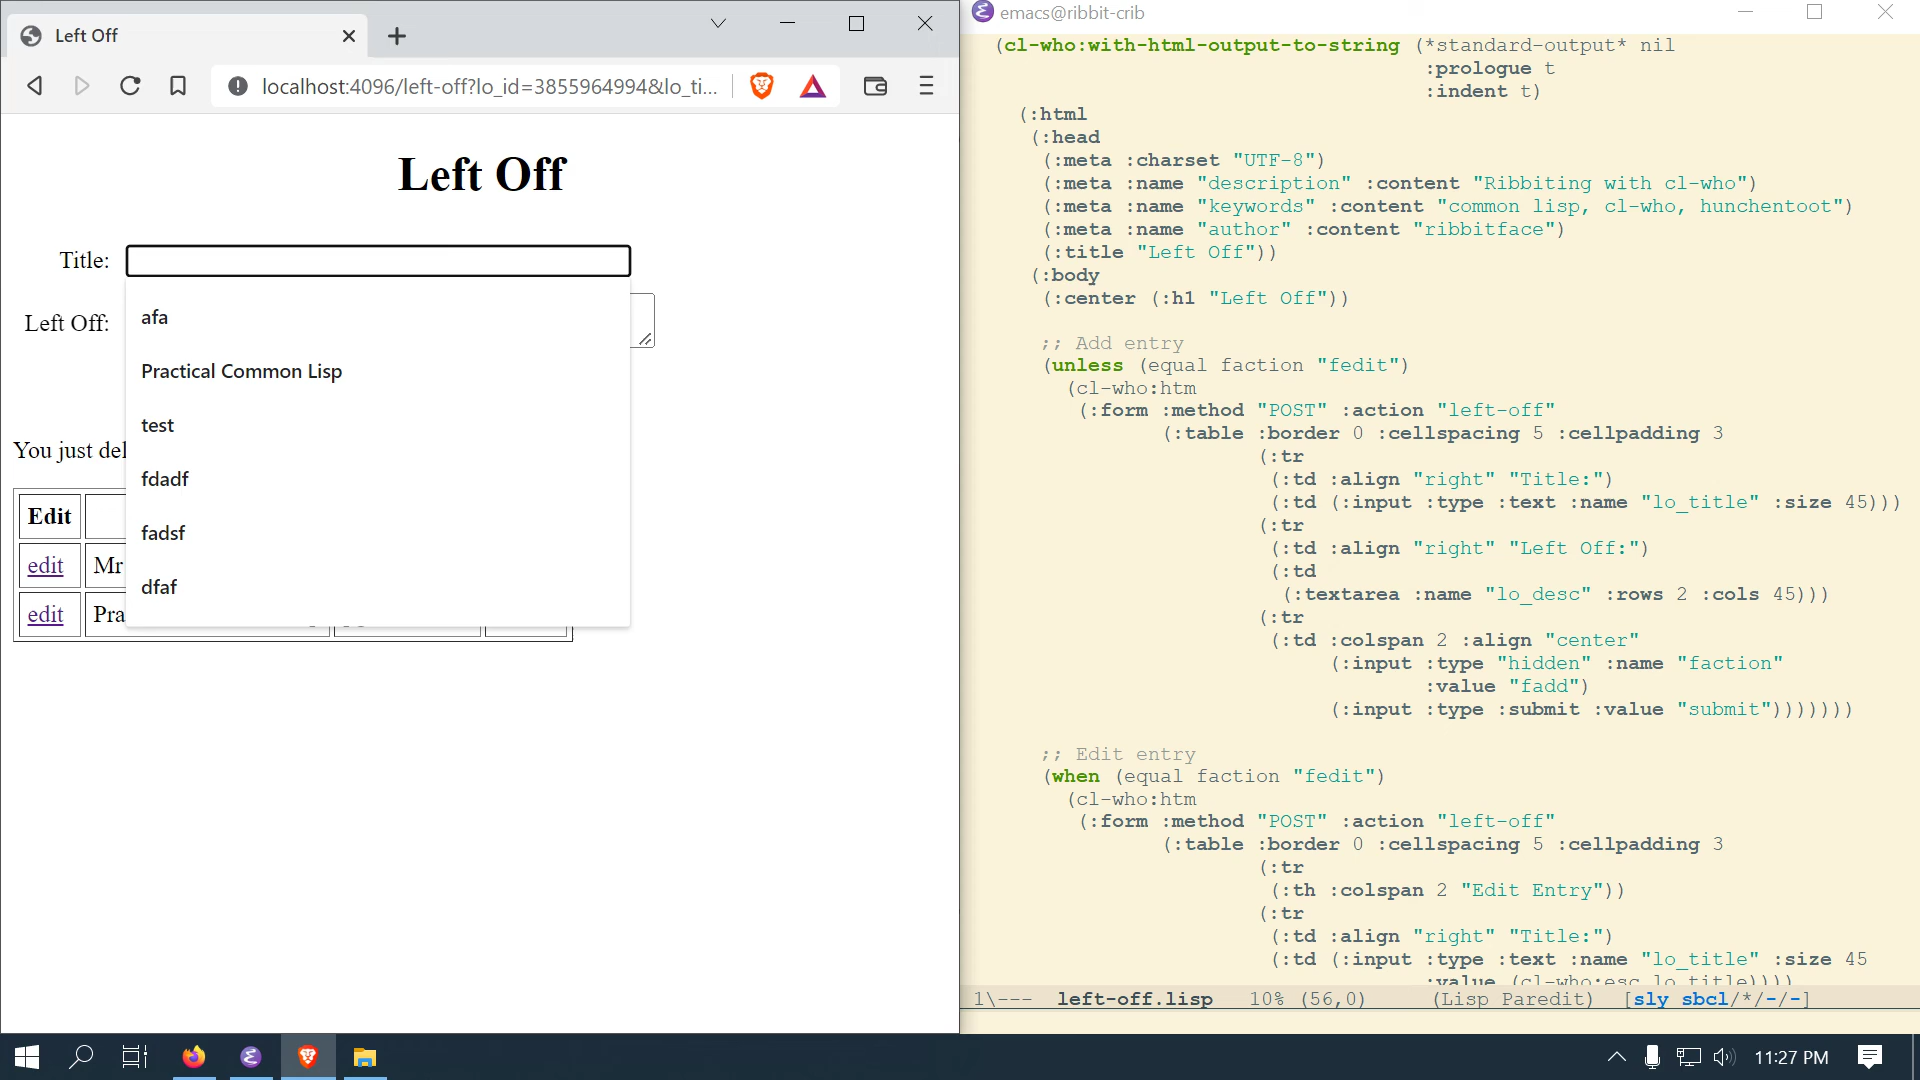 Left Off
localhost:4096/left-off?lo_id=3855964994&lo_ti...
Left Off
Title:
Left Off:
afa
Practical Common Lisp
test
fdadf
fadsf
dfaf
You just del
Edit
edit Mr
edit Pra
emacs@ribbit-crib
(cl-who:with-html-output-to-string (*standard-output* nil
:prologue t
:indent t)
(:html
(:head
(:meta :charset "UTF-8")
(:meta :name "description" :content "Ribbiting with cl-who")
(:meta :name "keywords" :content "common lisp, cl-who, hunchentoot")
(:meta :name "author" :content "ribbitface")
(:title "Left Off"))
(:body
(:center (:h1 "Left Off"))
;; Add entry
(unless (equal faction "fedit")
(cl-who:htm
(:form :method "POST" :action "left-off"
(:table :border 0 :cellspacing 5 :cellpadding 3
(:tr
(:td :align "right" "Title:")
(:td (:input :type :text :name "lo_title" :size 45)))
(:tr
(:td :align "right" "Left Off:")
(:td
(:textarea :name "lo_desc" :rows 2 :cols 45)))
(:tr
(:td :colspan 2 :align "center"
(:input :type "hidden" :name "faction"
:value "fadd")
(:input :type :submit :value "submit")))))))
;; Edit entry
(when (equal faction "fedit")
(cl-who:htm
(:form :method "POST" :action "left-off"
(:table :border 0 :cellspacing 5 :cellpadding 3
(:tr
(:th :colspan 2 "Edit Entry"))
(:tr
(:td :align "right" "Title:")
(:td (:input :type :text :name "lo_title" :size 45
:value (cl-who:esc lo_title))))
1\--- left-off.lisp 10% (56,0) (Lisp Paredit) [sly sbcl/*/-/-]
11:27 PM